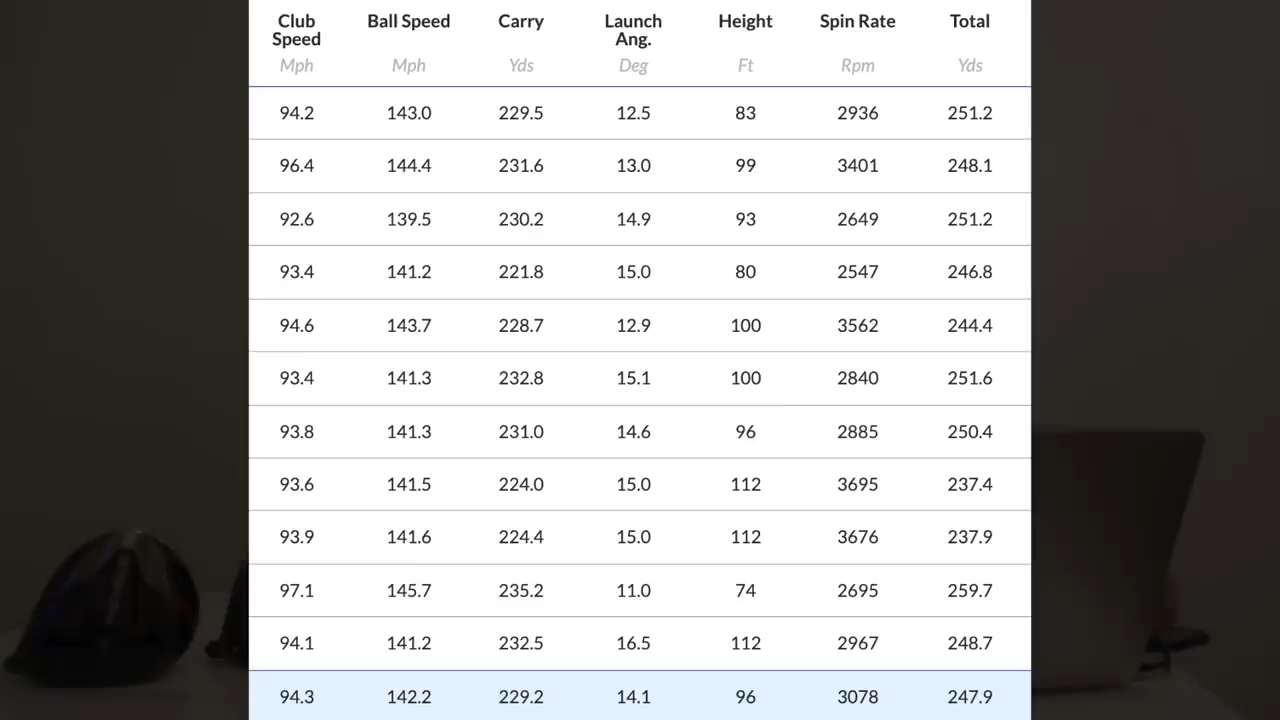 Club Speed Ball Speed Carry Launch Ang. Height Spin Rate Total
Mph Mph Yds Deg Ft Rpm Yds
94.2 143.0 229.5 12.5 83 2936 251.2
96.4 144.4 231.6 13.0 99 3401 248.1
92.6 139.5 230.2 14.9 93 2649 251.2
93.4 141.2 221.8 15.0 80 2547 246.8
94.6 143.7 228.7 12.9 100 3562 244.4
93.4 141.3 232.8 15.1 100 2840 251.6
93.8 141.3 231.0 14.6 96 2885 250.4
93.6 141.5 224.0 15.0 112 3695 237.4
93.9 141.6 224.4 15.0 112 3676 237.9
97.1 145.7 235.2 11.0 74 2695 259.7
94.1 141.2 232.5 16.5 112 2967 248.7
94.3 142.2 229.2 14.1 96 3078 247.9